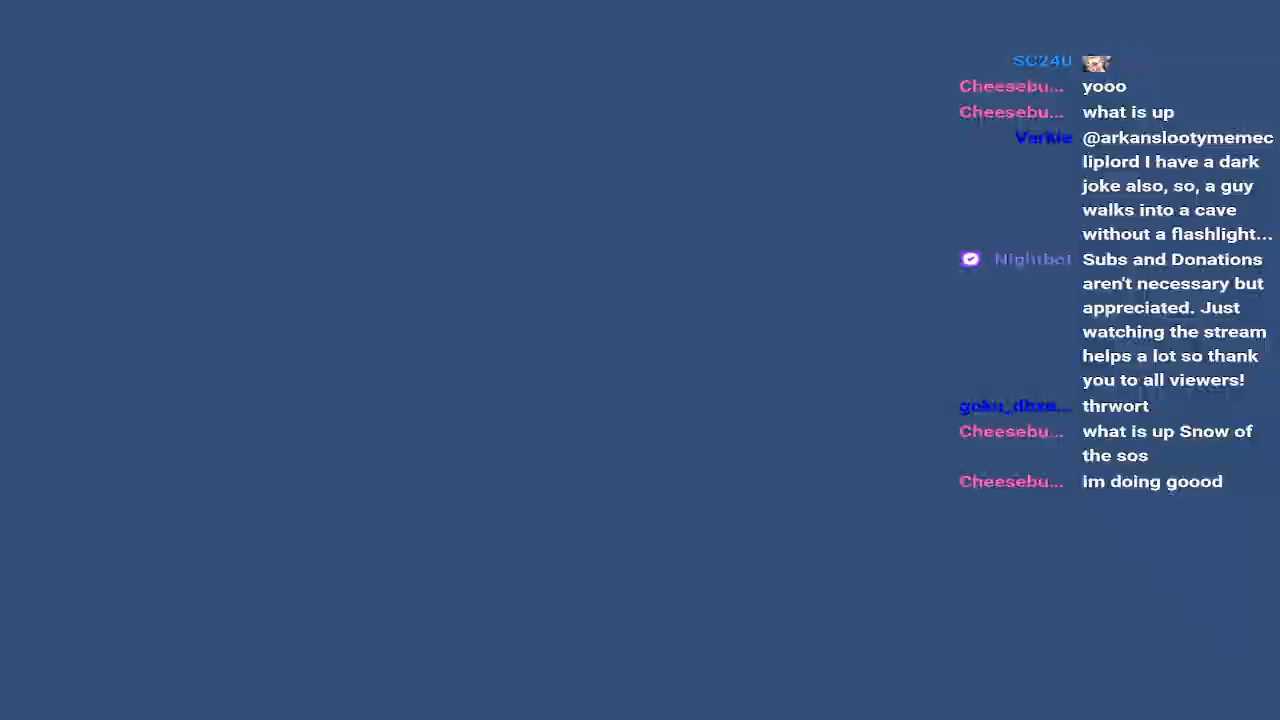 SC24U
Cheesebu... yooo
Cheesebu... what is up
Verkie @arkanslootymemec
liplord I have a dark
joke also, so, a guy
walks into a cave
without a flashlight...
Nightbot Subs and Donations
aren't necessary but
appreciated. Just
watching the stream
helps a lot so thank
you to all viewers!
thrwort
Cheesebu... what is up Snow of
the sos
Cheesebu... im doing goood